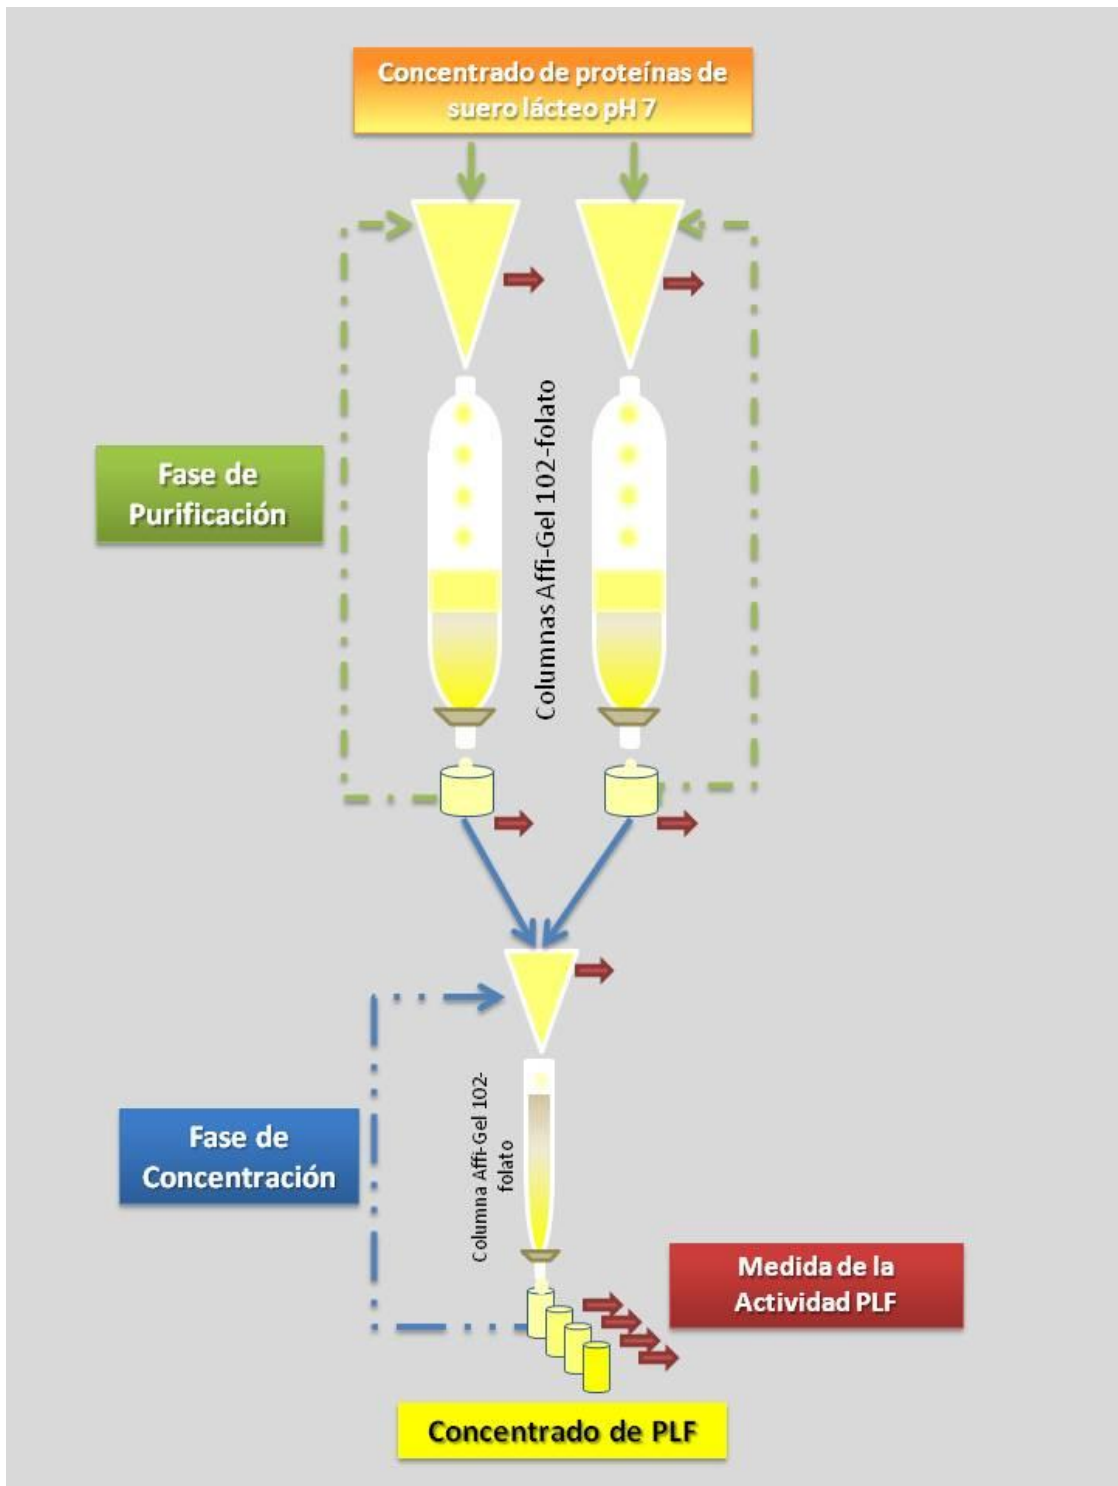 Concentrado de proteínas de
suero lácteo pH 7
Columnas Affi-Gel 102-folato
Fase de
Purificación
Columna Affi-Gel 102-
folato
Fase de
Concentración
Medida de la
Actividad PLF
Concentrado de PLF